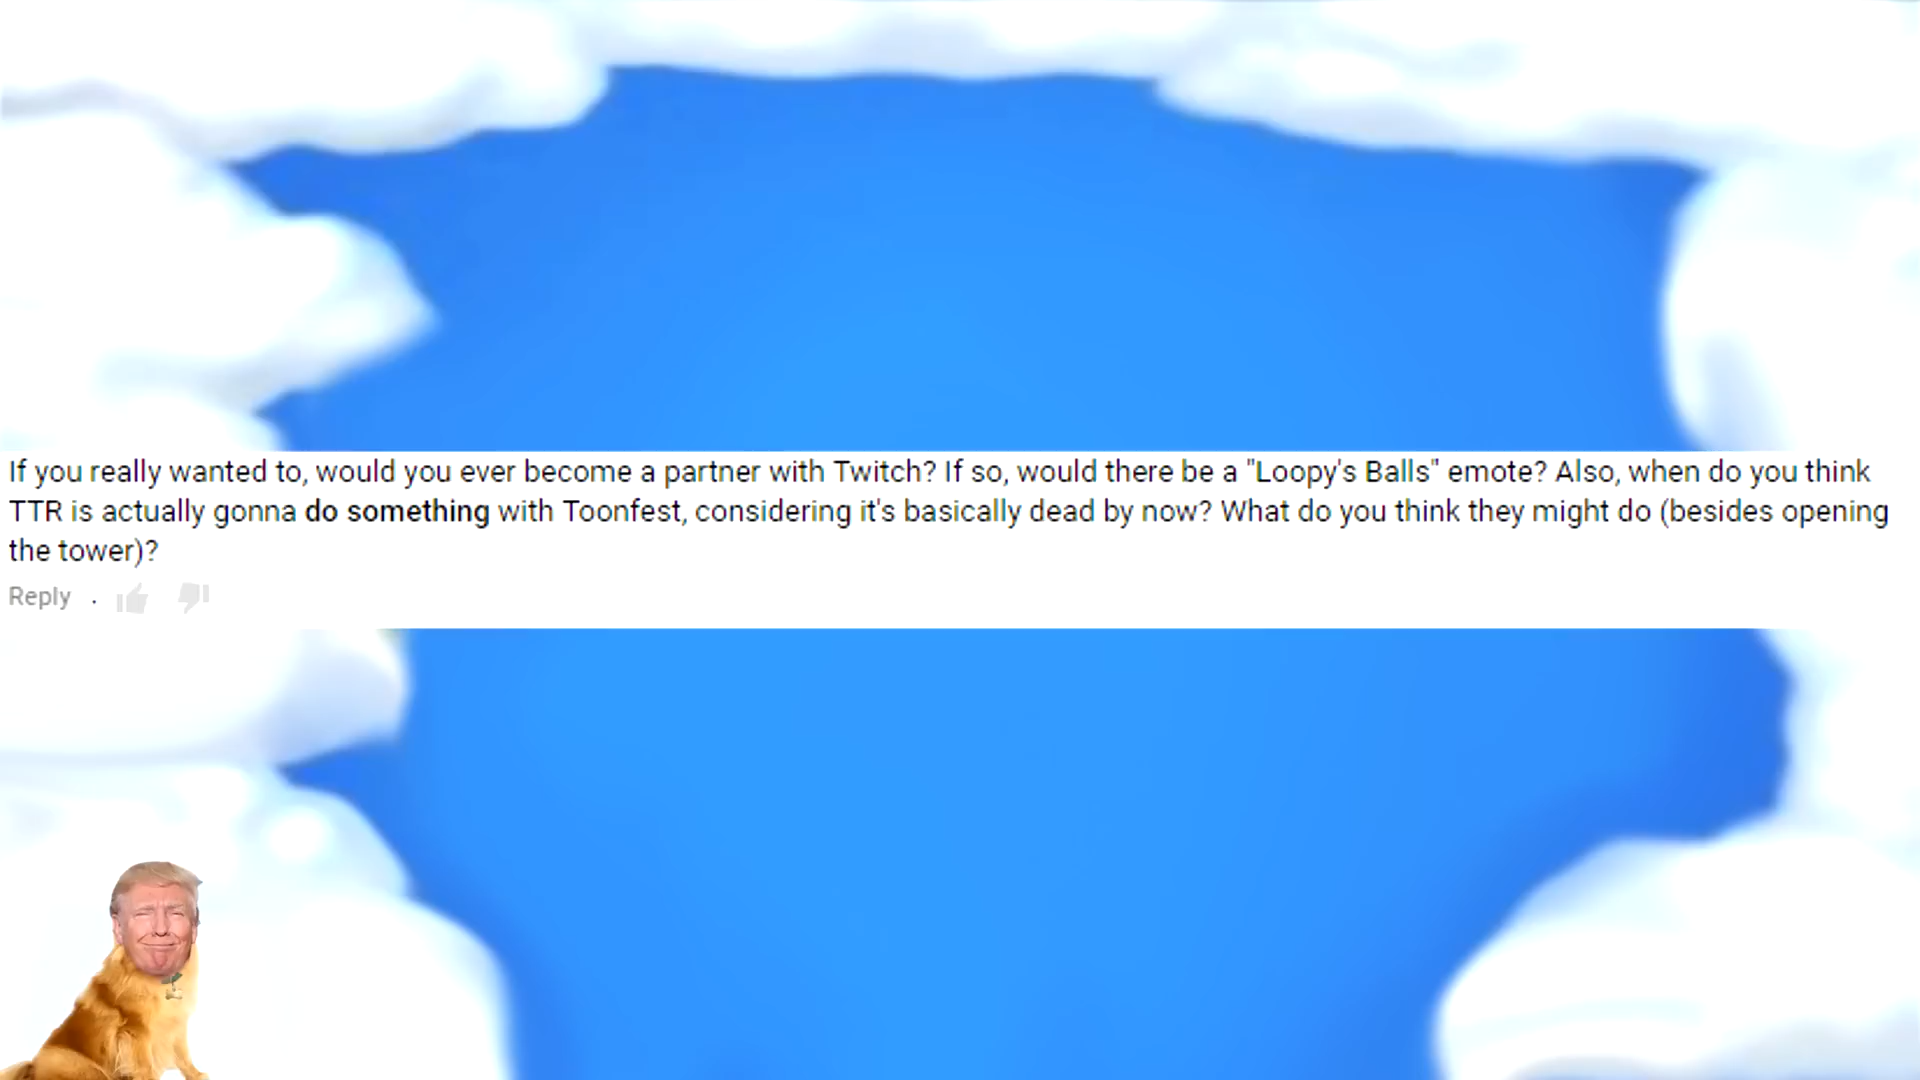 If you really wanted to, would you ever become a partner with Twitch? If so, would there be a "Loopy's Balls" emote? Also, when do you think
TTR is actually gonna do something with Toonfest, considering it's basically dead by now? What do you think they might do (besides opening
the tower)?
Reply .